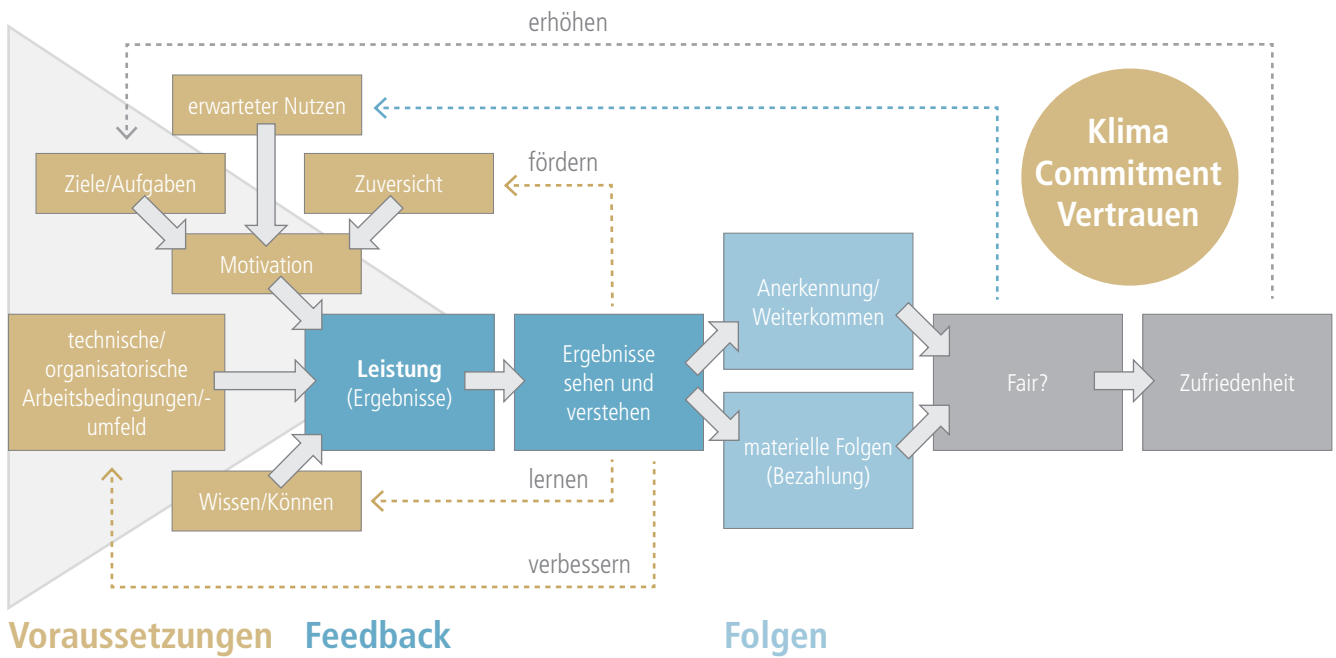 erhöhen
erwarteter Nutzen
Klima
Commitment
Vertrauen
Ziele/Aufgaben
Zuversicht
fördern
Motivation
Anerkennung/
Weiterkommen
technische/
organisatorische
Arbeitsbedingungen/-
umfeld
Leistung
(Ergebnisse)
Ergebnisse
sehen und
verstehen
Fair?
Zufriedenheit
materielle Folgen
(Bezahlung)
Wissen/Können
lernen
verbessern
Voraussetzungen
Feedback
Folgen